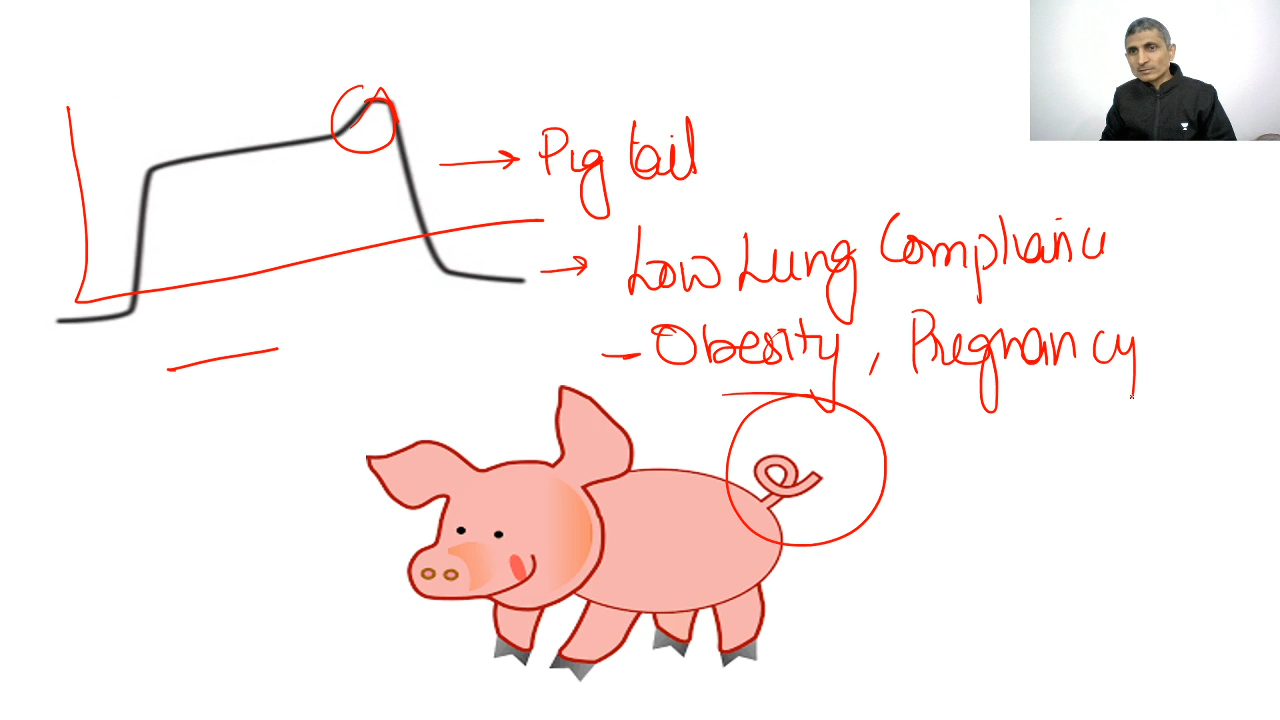 → Pig tail
→ Low Lung Complianc
- Obesity, Pregnancy